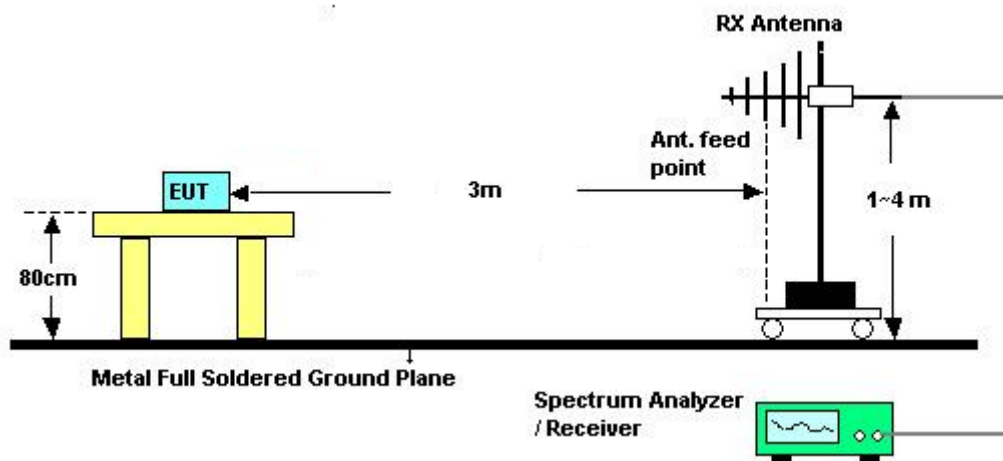 RX Antenna
Ant. feed
point
EUT
3m
1~4 m
80cm
Metal Full Soldered Ground Plane
Spectrum Analyzer
/ Receiver